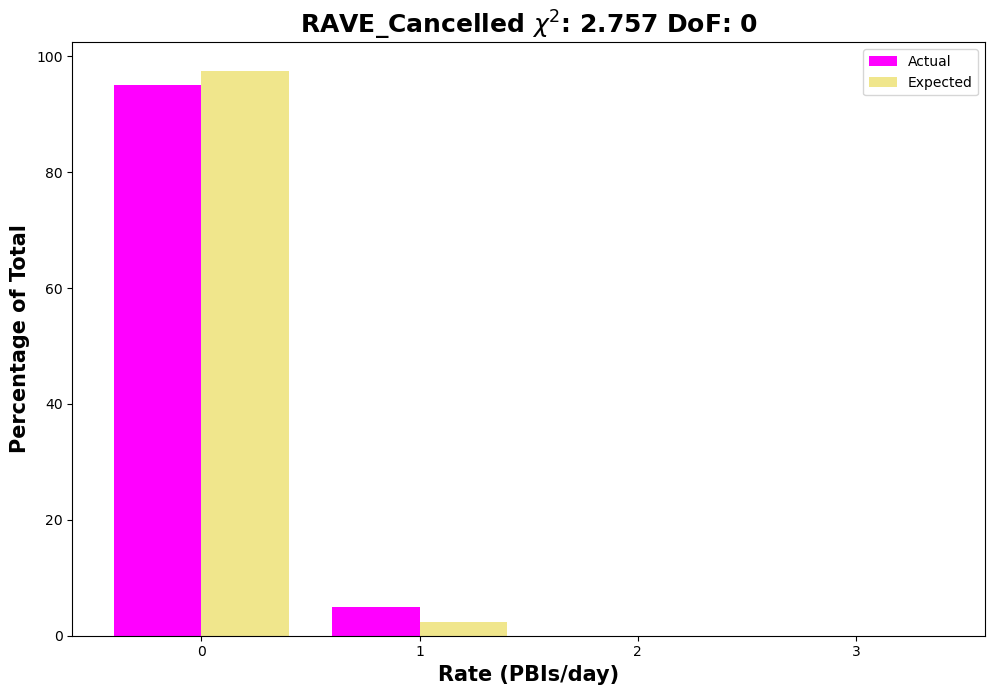 RAVE_Cancelled χ²: 2.757 DoF: 0
100
80
60
40
20
0
Percentage of Total
Actual
Expected
0 1 2 3
Rate (PBIs/day)